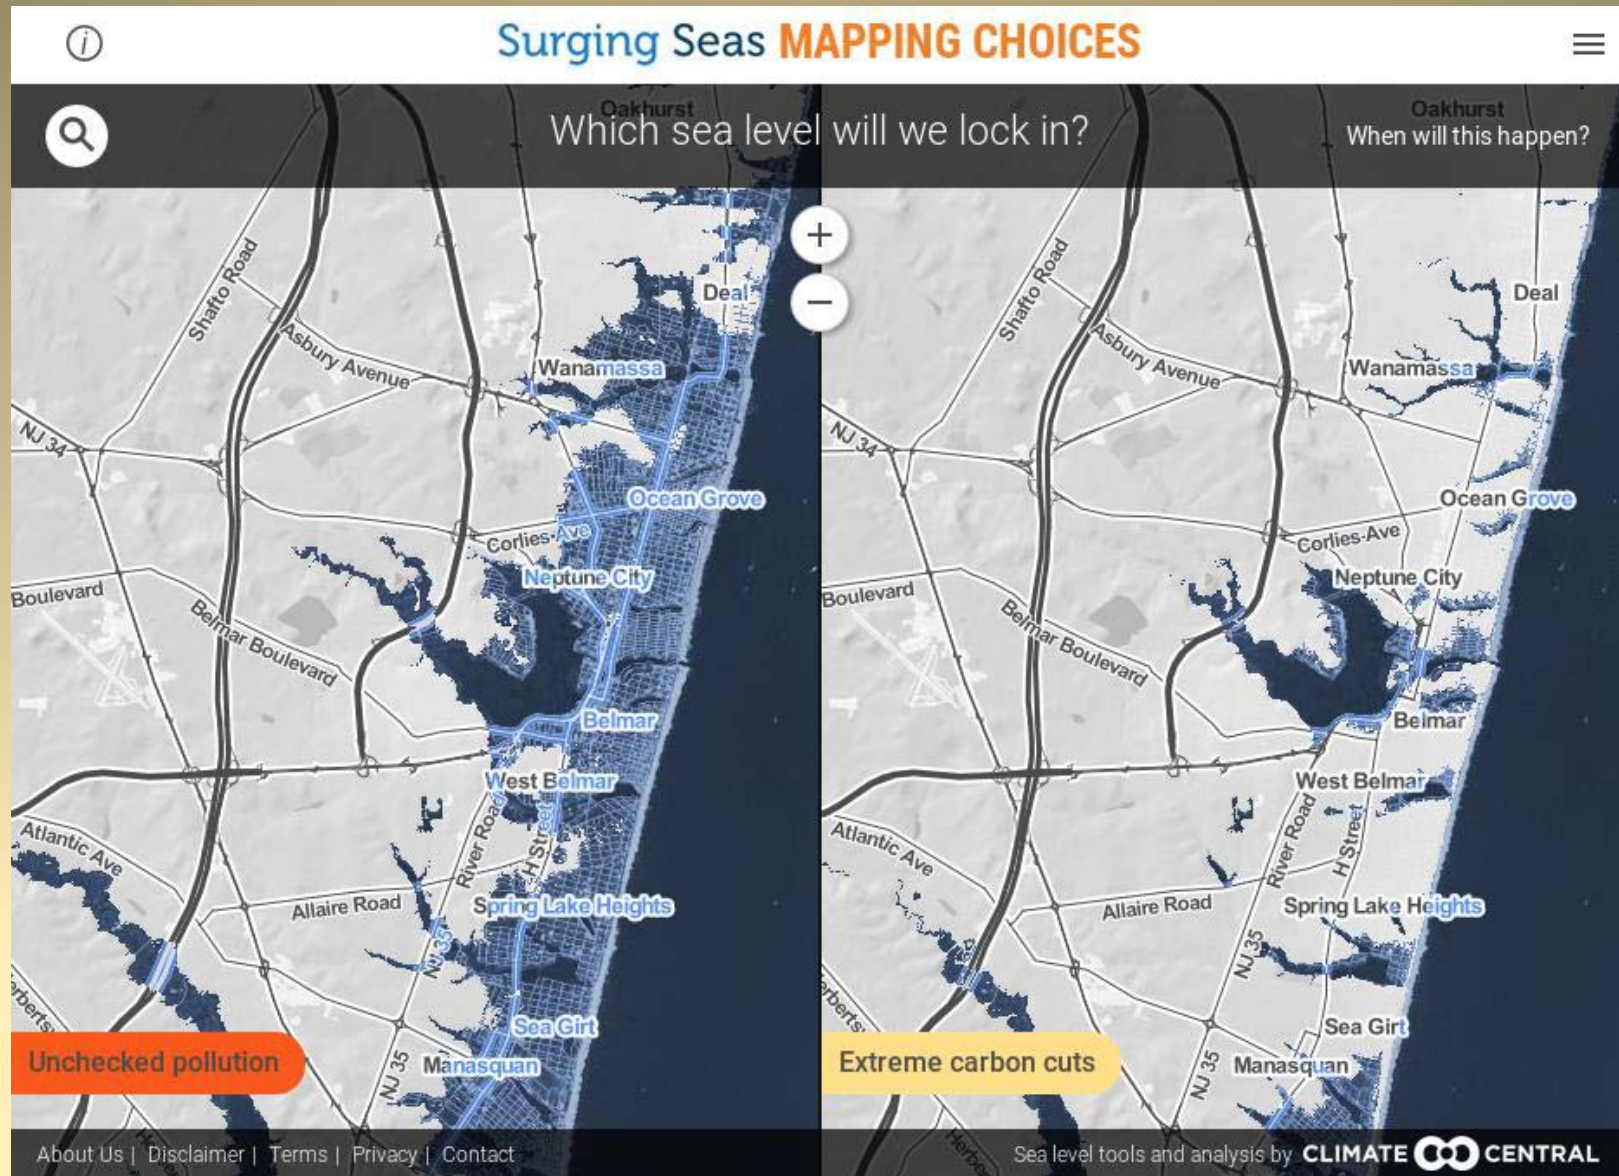 i
Surging Seas MAPPING CHOICES
Which sea level will we lock in?
When will this happen?
Oakhurst
Shafto Road
Deal
Asbury Avenue
Wanamassa
NJ 34
Ocean Grove
Corlies Ave
Neptune City
Boulevard
Belmar Boulevard
Belmar
West Belmar
Atlantic Ave
River Road
H Street
Allaire Road
Spring Lake Heights
NJ 35
Sea Girt
Manasquan
NJ 35
Unchecked pollution
Oakhurst
Shafto Road
Deal
Asbury Avenue
Wanamassa
NJ 34
Ocean Grove
Corlies Ave
Neptune City
Boulevard
Belmar Boulevard
Belmar
West Belmar
Atlantic Ave
River Road
H Street
Allaire Road
Spring Lake Heights
NJ 35
Sea Girt
Manasquan
NJ 35
Extreme carbon cuts
About Us | Disclaimer | Terms | Privacy | Contact
Sea level tools and analysis by CLIMATE CENTRAL